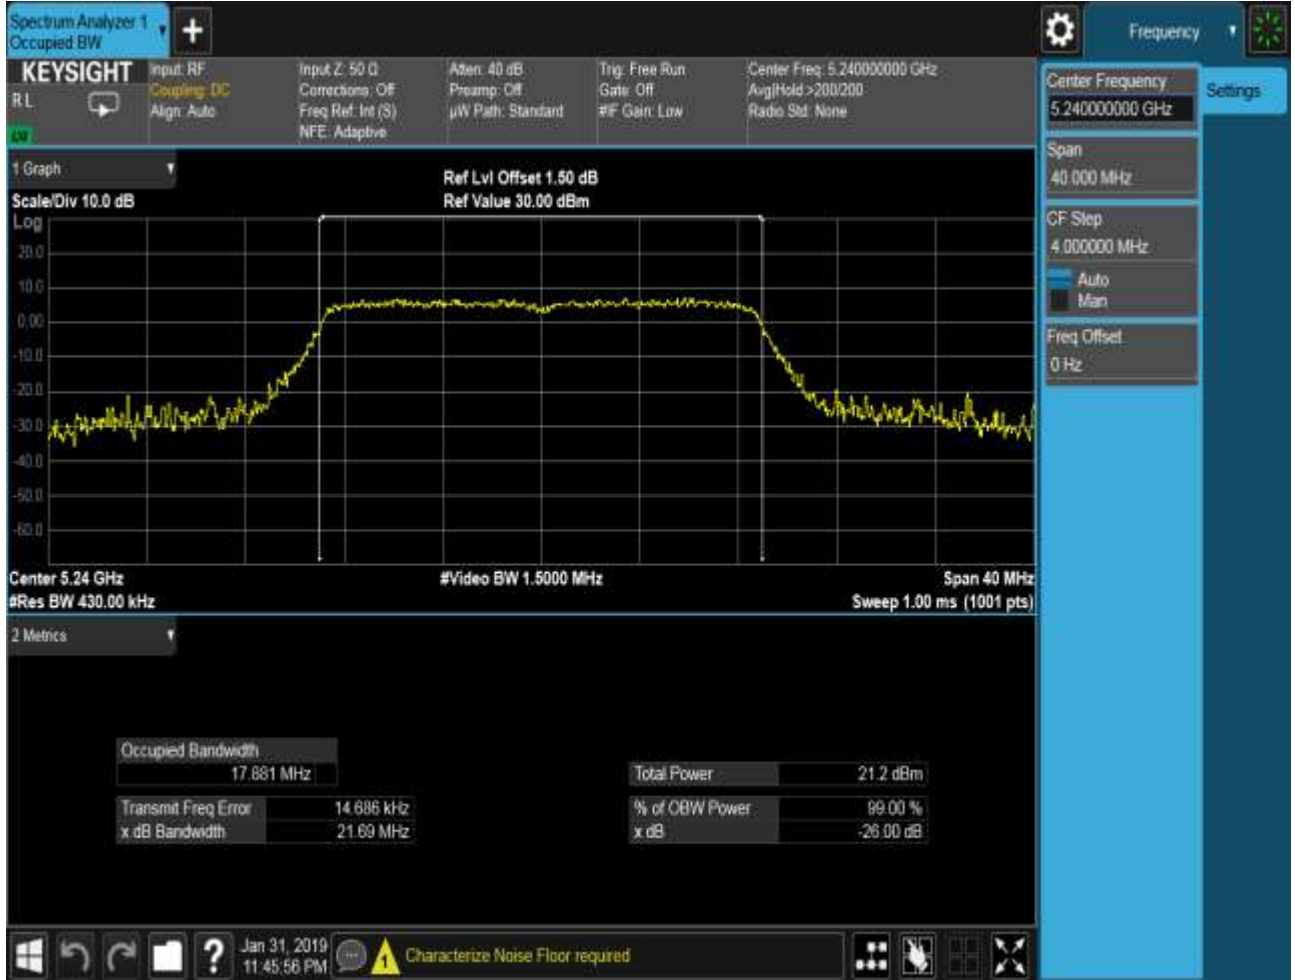 Spectrum Analyzer 1
Occupied BW
Frequency
KEYSIGHT
RL
Input: RF
Coupling: DC
Align: Auto
Input Z: 50 Ω
Corrections: Off
Freq Ref: Int (S)
NFE: Adaptive
Atten: 40 dB
Preamp: Off
µW Path: Standard
Trig: Free Run
Gate: Off
#IF Gain: Low
Center Freq: 5.240000000 GHz
Avg|Hold:>200/200
Radio Std: None
Center Frequency
5.240000000 GHz
Settings
Span
40.000 MHz
CF Step
4.000000 MHz
Auto
Man
Freq Offset
0 Hz
1 Graph
Scale/Div 10.0 dB
Ref Lvl Offset 1.50 dB
Ref Value 30.00 dBm
Log
20.0
10.0
0.00
-10.0
-20.0
-30.0
-40.0
-50.0
-60.0
Center 5.24 GHz
#Video BW 1.5000 MHz
Span 40 MHz
#Res BW 430.00 kHz
Sweep 1.00 ms (1001 pts)
2 Metrics
Occupied Bandwidth
17.881 MHz
Total Power 21.2 dBm
Transmit Freq Error 14.686 kHz
% of OBW Power 99.00 %
x dB Bandwidth 21.69 MHz
x dB -26.00 dB
Jan 31, 2019
11:45:56 PM
1
Characterize Noise Floor required